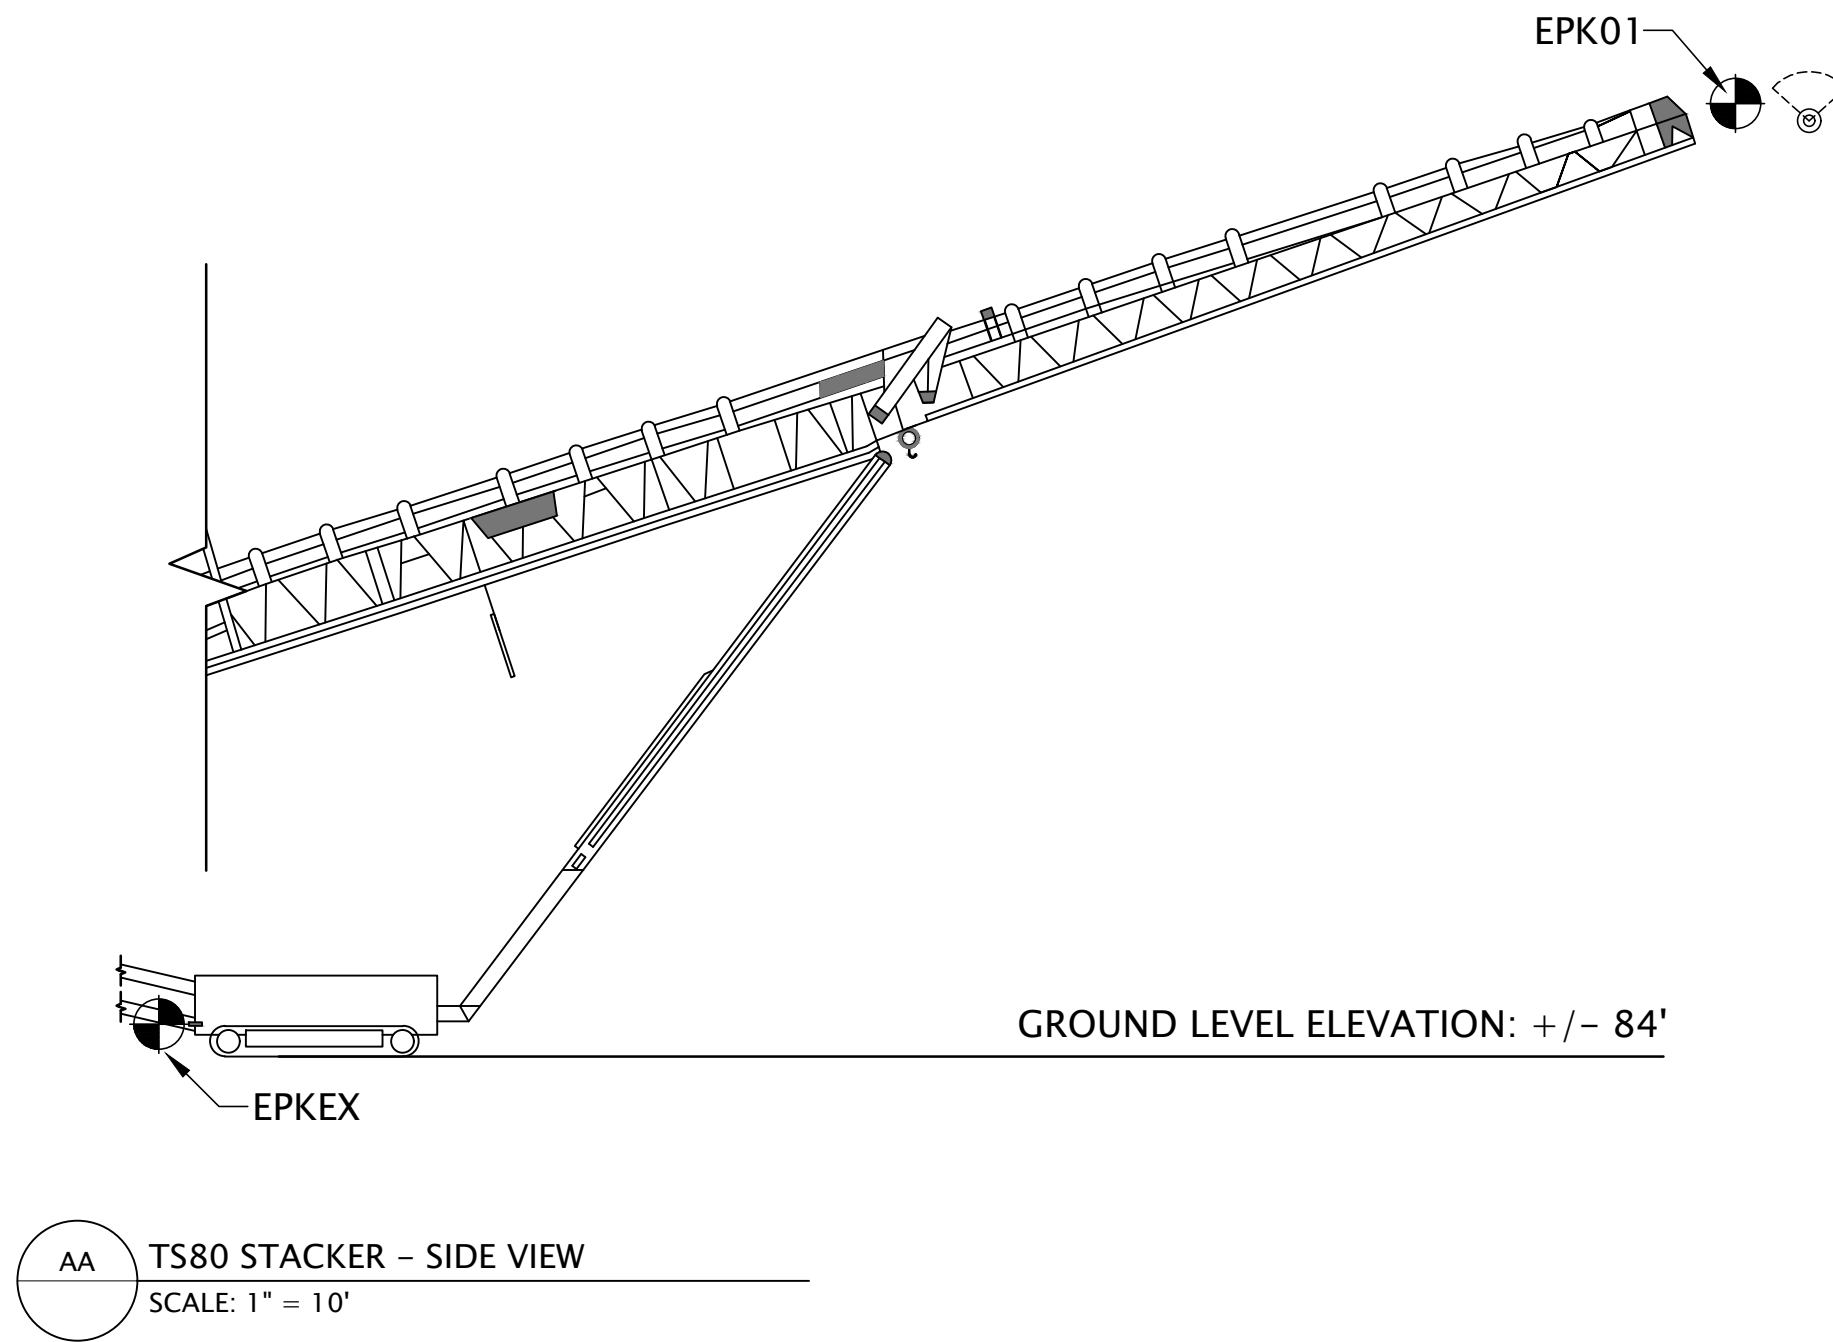 EPK01
GROUND LEVEL ELEVATION: +/- 84'
EPKEX
AA
TS80 STACKER – SIDE VIEW
SCALE: 1" = 10'